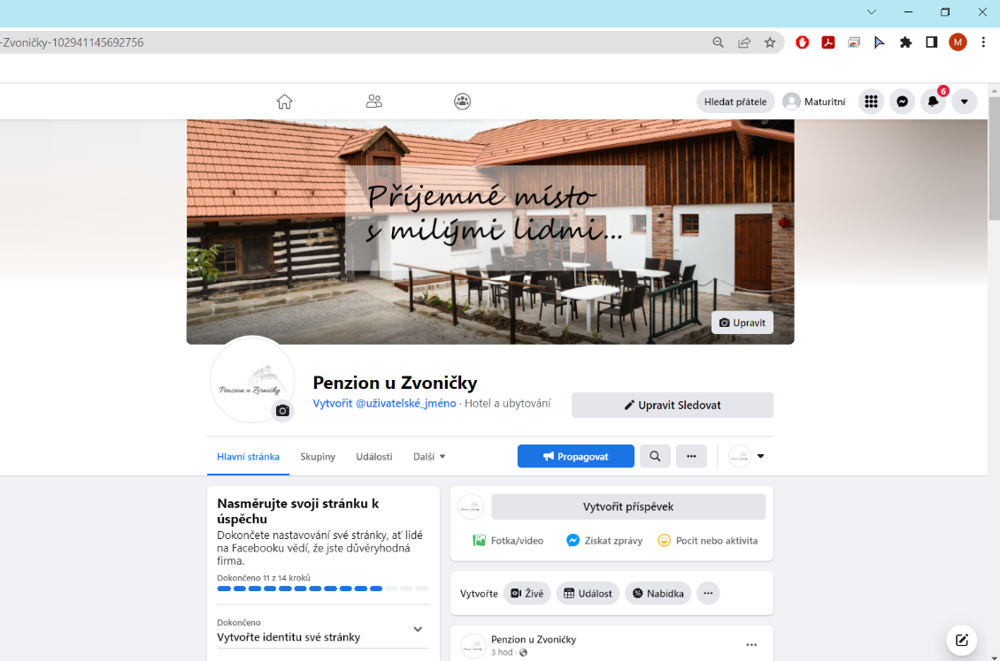 -Zvoničky-102941145692756
M
Hledat přátele
Maturitní
6
Příjemné místo
s milými lidmi...
Upravit
Penzion u Zvoničky
Penzion u Zvoničky
Vytvořit @uživatelské_jméno · Hotel a ubytování
Upravit Sledovat
Hlavní stránka
Skupiny
Události
Další
Propagovat
Nasměrujte svoji stránku k
úspěchu
Dokončete nastavování své stránky, ať lidé
na Facebooku vědí, že jste důvěryhodná
firma.
Dokončeno 11 z 14 kroků
Dokončeno
Vytvořte identitu své stránky
Vytvořit příspěvek
Fotka/video
Získat zprávy
Pocit nebo aktivita
Vytvořte
Živě
Událost
Nabídka
Penzion u Zvoničky
3 hod ·